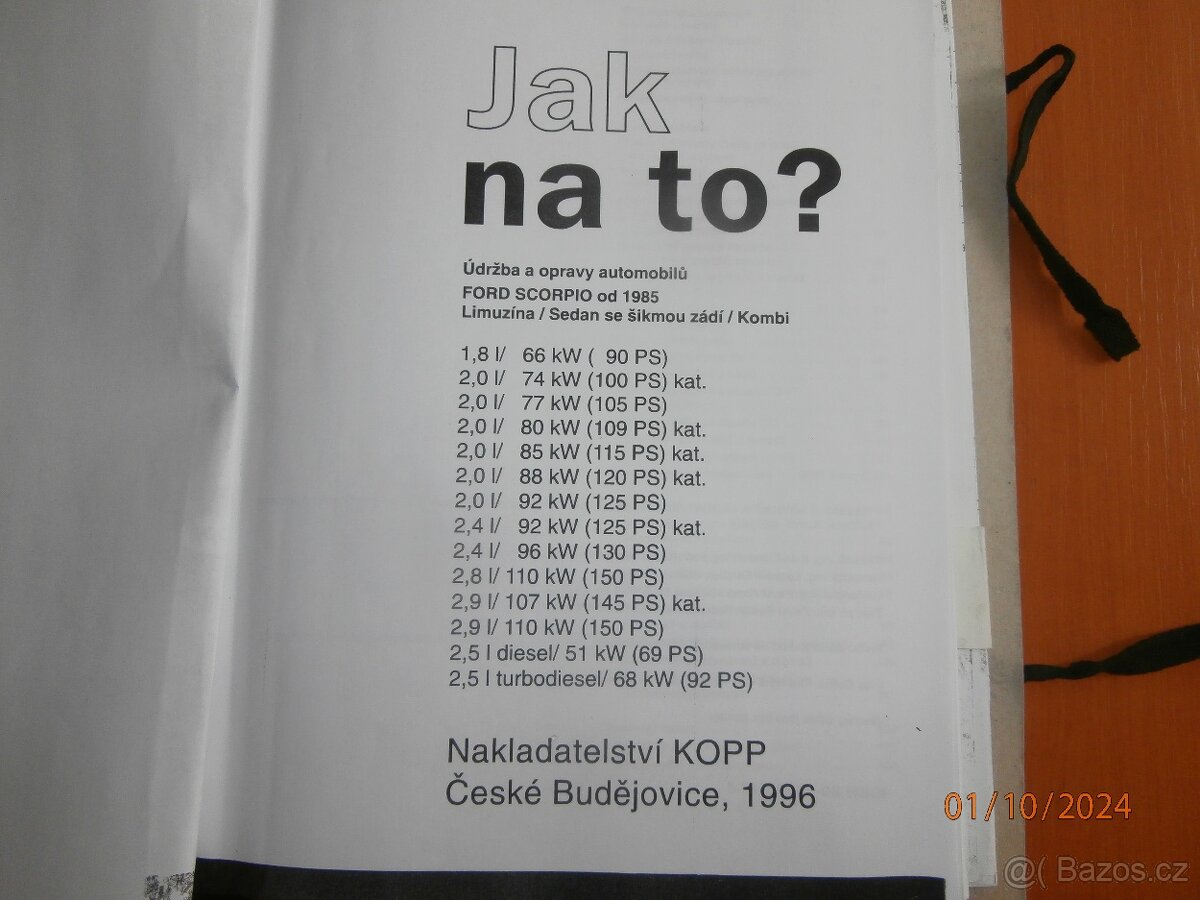 Jak
na to?
Údržba a opravy automobilů
FORD SCORPIO od 1985
Limuzína / Sedan se šikmou zádí / Kombi
1,8 l/ 66 kW ( 90 PS)
2,0 l/ 74 kW (100 PS) kat.
2,0 l/ 77 kW (105 PS)
2,0 l/ 80 kW (109 PS) kat.
2,0 l/ 85 kW (115 PS) kat.
2,0 l/ 88 kW (120 PS) kat.
2,0 l/ 92 kW (125 PS)
2,4 l/ 92 kW (125 PS) kat.
2,4 l/ 96 kW (130 PS)
2,8 l/ 110 kW (150 PS)
2,9 l/ 107 kW (145 PS) kat.
2,9 l/ 110 kW (150 PS)
2,5 l diesel/ 51 kW (69 PS)
2,5 l turbodiesel/ 68 kW (92 PS)
Nakladatelství KOPP
České Budějovice, 1996
01/10/2024
@( Bazos.cz